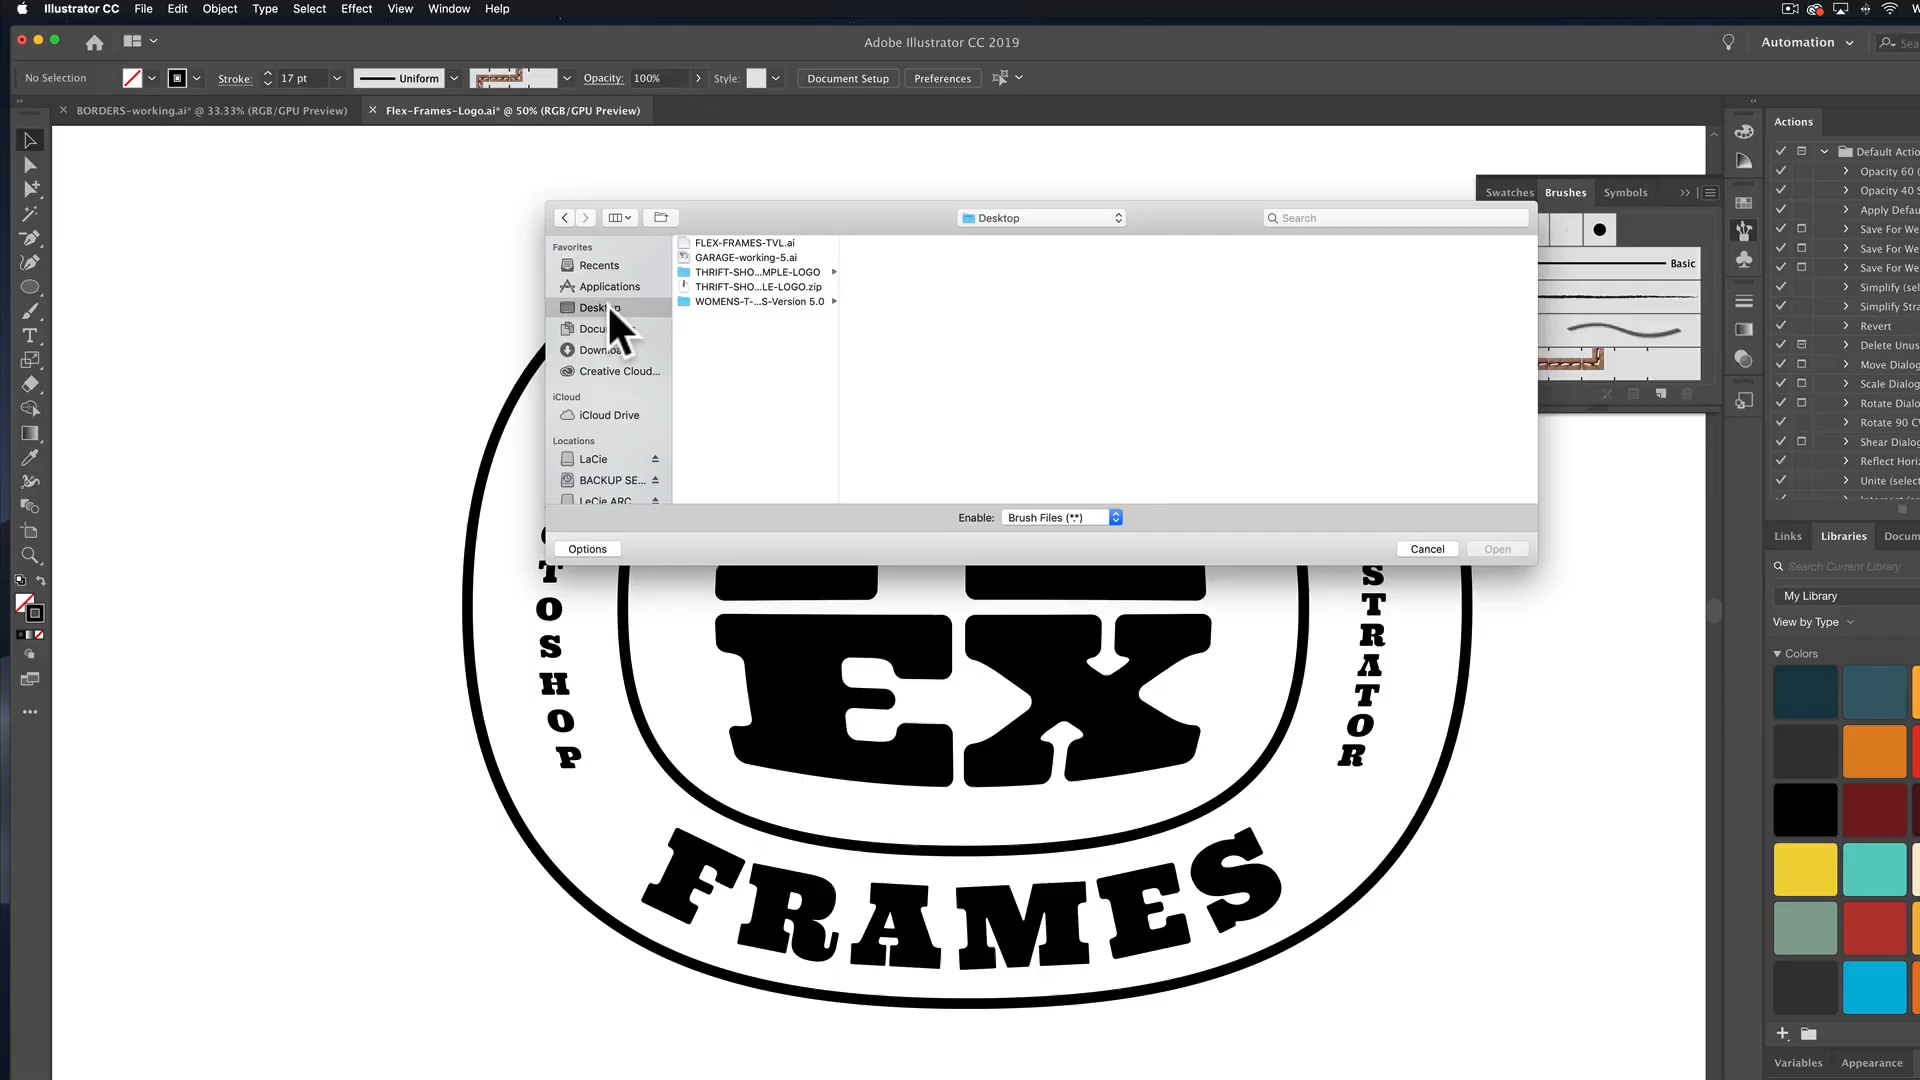 Illustrator CC File Edit Object Type Select Effect View Window Help
Adobe Illustrator CC 2019
Automation
No Selection
Stroke: 17 pt
Uniform
Opacity: 100%
Style:
Document Setup
Preferences
BORDERS-working.ai* @ 33.33% (RGB/GPU Preview)
Flex-Frames-Logo.ai* @ 50% (RGB/GPU Preview)
Desktop
Search
Favorites
Recents
Applications
Desktop
Creative Cloud...
iCloud
iCloud Drive
Locations
LaCie
BACKUP SE...
LeCie ARC
FLEX-FRAMES-TVL.ai
GARAGE-working-5.ai
THRIFT-SHO...MPLE-LOGO
THRIFT-SHO...LE-LOGO.zip
WOMENS-T-...S-Version 5.0
Enable: Brush Files (*.*)
Options
Cancel
Open
Swatches Brushes Symbols
Basic
Actions
Default Actio
Opacity 60 (
Opacity 40 S
Apply Defau
Save For We
Save For We
Save For We
Simplify (sel
Simplify Stra
Revert
Delete Unus
Move Dialog
Scale Dialog
Rotate Dialo
Rotate 90 CV
Shear Dialog
Reflect Horiz
Unite (select
Links Libraries Docum
Search Current Library
My Library
View by Type
Colors
Variables Appearance
TOSHOP
EX
STRATOR
FRAMES